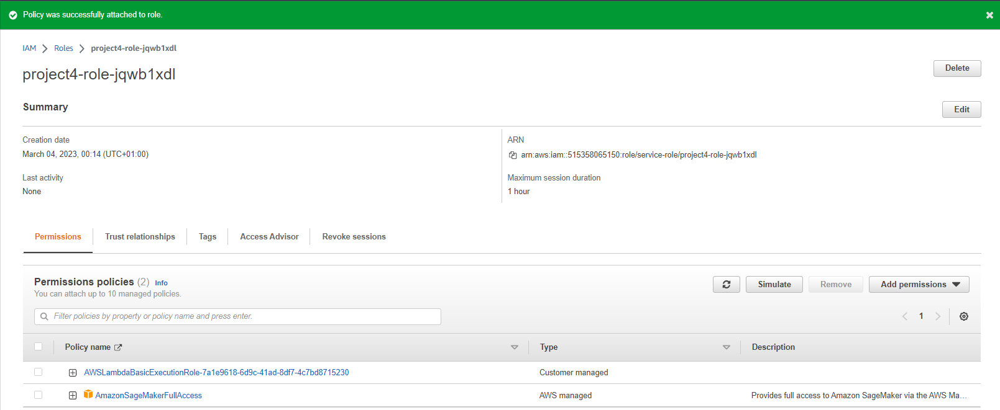 Policy was successfully attached to role.
IAM Roles project4-role-jqwb1xdl
project4-role-jqwb1xdl
Delete
Summary
Edit
Creation date
March 04, 2023, 00:14 (UTC+01:00)
ARN
arn:aws:iam::515358065150:role/service-role/project4-role-jqwb1xdl
Last activity
None
Maximum session duration
1 hour
Permissions
Trust relationships
Tags
Access Advisor
Revoke sessions
Permissions policies (2) Info
You can attach up to 10 managed policies.
Simulate
Remove
Add permissions
Filter policies by property or policy name and press enter.
1
Policy name
Type
Description
AWSLambdaBasicExecutionRole-7a1e9618-6d9c-41ad-8df7-4c7bd8715230
Customer managed
AmazonSageMakerFullAccess
AWS managed
Provides full access to Amazon SageMaker via the AWS Ma...